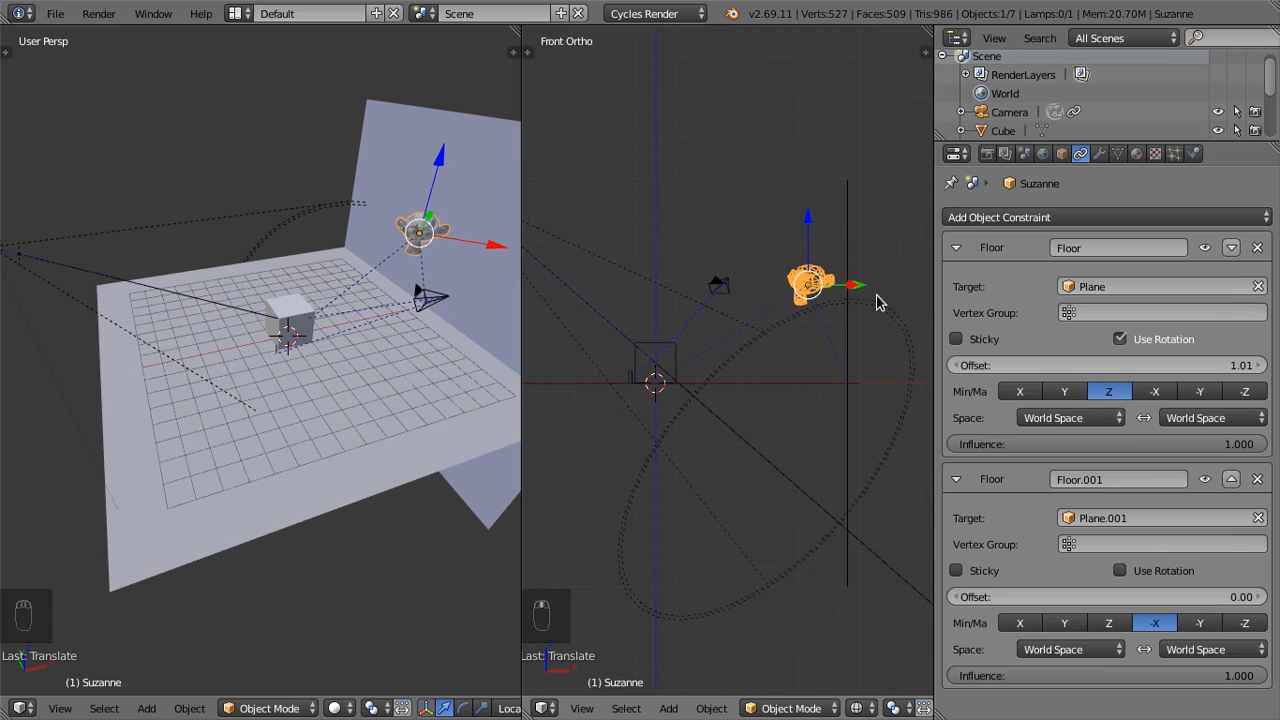 File Render Window Help Default Scene Cycles Render v2.69.11 | Verts:527 | Faces:509 | Tris:986 | Objects:1/7 | Lamps:0/1 | Mem:20.70M | Suzanne
User Persp
Front Ortho
View Search All Scenes
Scene
RenderLayers
World
Camera
Cube
Suzanne
Add Object Constraint
Floor Floor
Target: Plane
Vertex Group:
Sticky Use Rotation
Offset: 1.01
Min/Ma X Y Z -X -Y -Z
Space: World Space World Space
Influence: 1.000
Floor Floor.001
Target: Plane.001
Vertex Group:
Sticky Use Rotation
Offset: 0.00
Min/Ma X Y Z -X -Y -Z
Space: World Space World Space
Influence: 1.000
Last: Translate
(1) Suzanne
Last: Translate
(1) Suzanne
View Select Add Object Object Mode Loca
View Select Add Object Object Mode